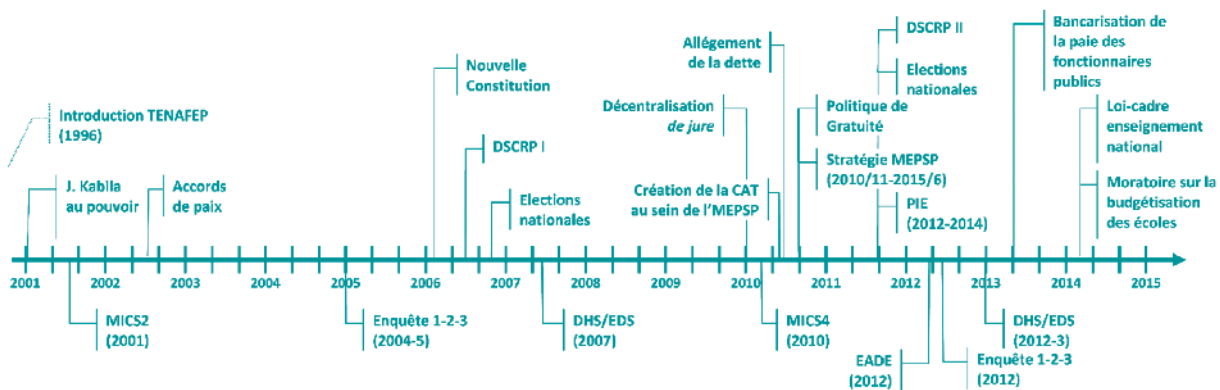 Introduction TENAFEP
(1996)
J. Kabila
au pouvoir
Accords
de paix
Nouvelle
Constitution
DSCRP I
Elections
nationales
Allégement
de la dette
Décentralisation
de jure
Création de la CAT
au sein de l'MEPSP
Politique de
Gratuité
Stratégie MEPSP
(2010/11-2015/6)
DSCRP II
Elections
nationales
PIE
(2012-2014)
Bancarisation de
la paie des
fonctionnaires
publics
Loi-cadre
enseignement
national
Moratoire sur la
budgétisation
des écoles
2001 2002 2003 2004 2005 2006 2007 2008 2009 2010 2011 2012 2013 2014 2015
MICS2
(2001)
Enquête 1-2-3
(2004-5)
DHS/EDS
(2007)
MICS4
(2010)
EADE
(2012)
Enquête 1-2-3
(2012)
DHS/EDS
(2012-3)